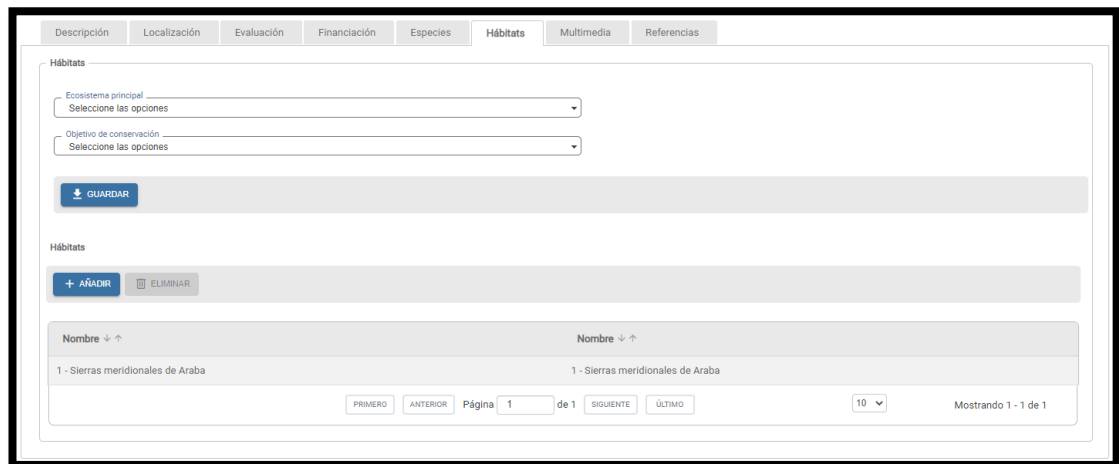 Descripción Localización Evaluación Financiación Especies Hábitats Multimedia Referencias
Hábitats
Ecosistema principal
Seleccione las opciones
Objetivo de conservación
Seleccione las opciones
GUARDAR
Hábitats
AÑADIR ELIMINAR
Nombre ↓ ↑ Nombre ↓ ↑
1 - Sierras meridionales de Araba 1 - Sierras meridionales de Araba
PRIMERO ANTERIOR Página 1 de 1 SIGUIENTE ÚLTIMO 10 Mostrando 1 - 1 de 1